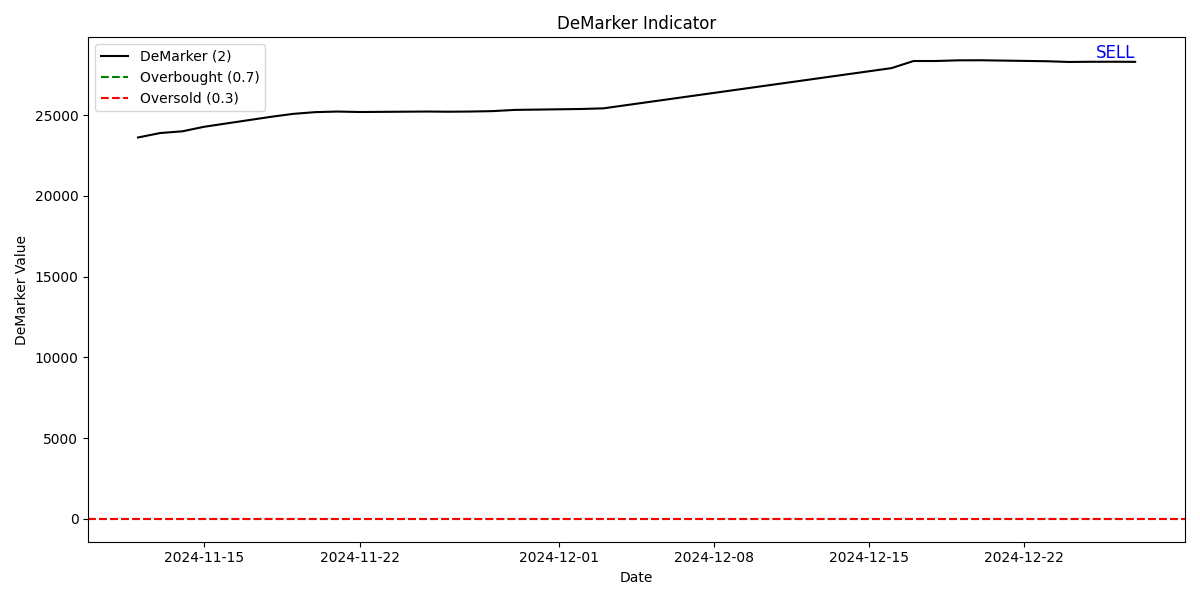 DeMarker Indicator
SELL
DeMarker (2)
Overbought (0.7)
Oversold (0.3)
DeMarker Value
25000
20000
15000
10000
5000
0
2024-11-15
2024-11-22
2024-12-01
2024-12-08
2024-12-15
2024-12-22
Date